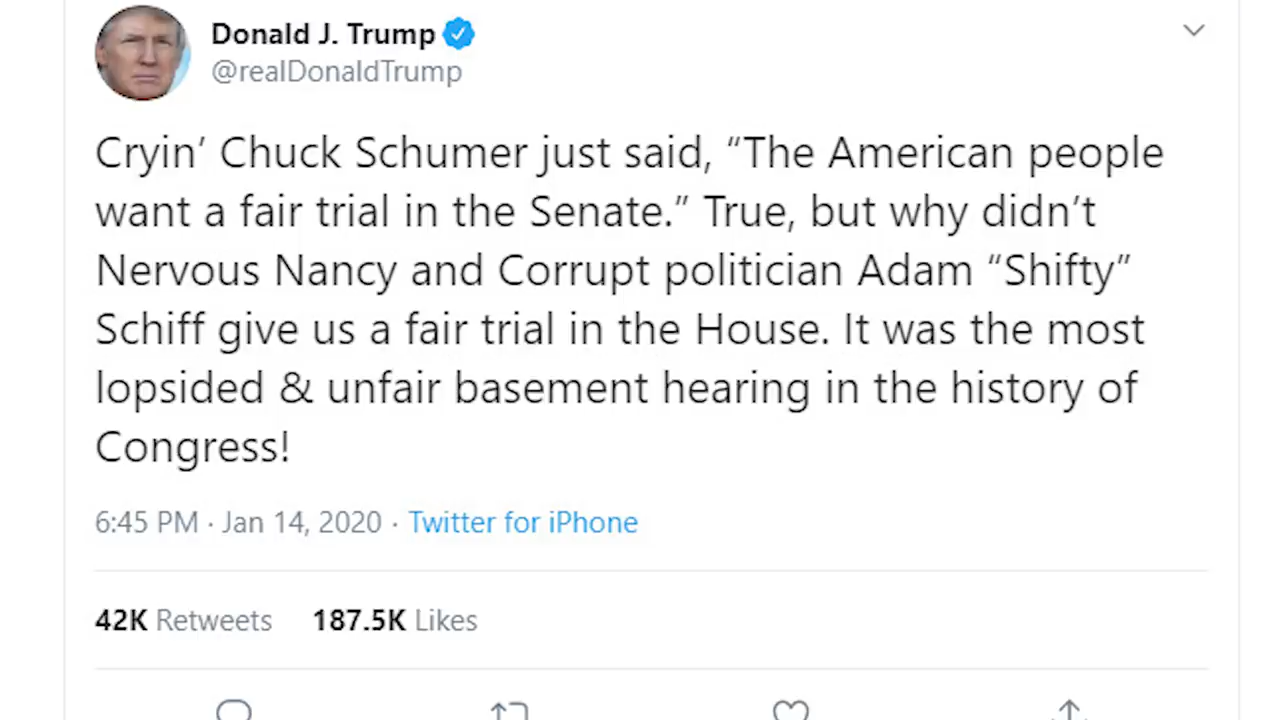 Donald J. Trump
@realDonaldTrump
Cryin’ Chuck Schumer just said, “The American people
want a fair trial in the Senate.” True, but why didn’t
Nervous Nancy and Corrupt politician Adam “Shifty”
Schiff give us a fair trial in the House. It was the most
lopsided & unfair basement hearing in the history of
Congress!
6:45 PM · Jan 14, 2020 · Twitter for iPhone
42K Retweets 187.5K Likes